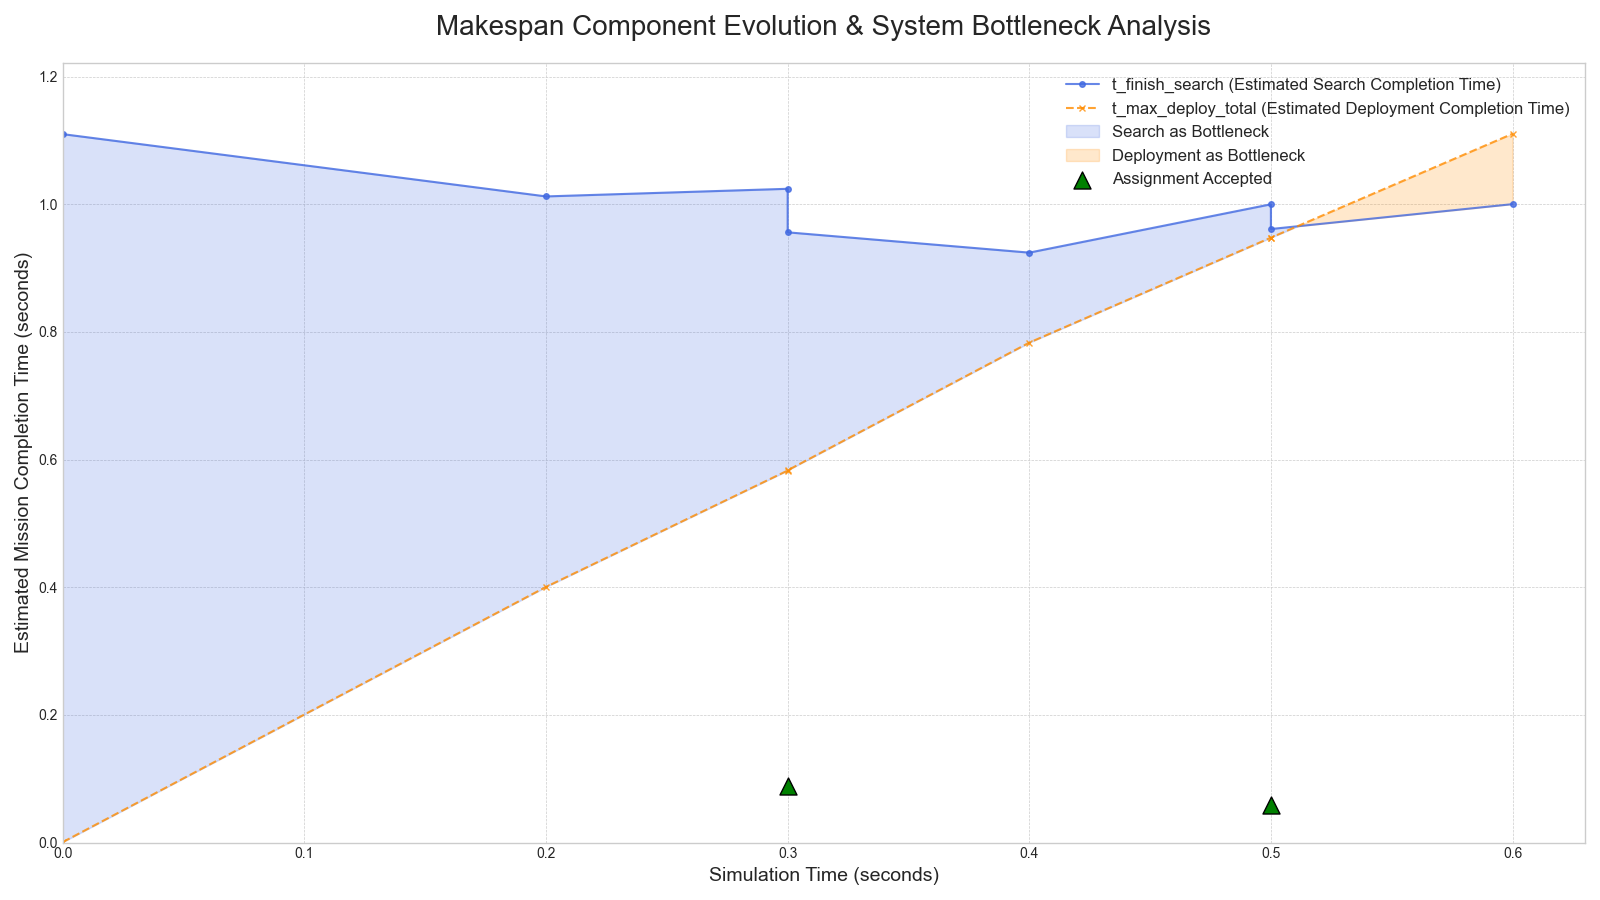 Makespan Component Evolution & System Bottleneck Analysis
t_finish_search (Estimated Search Completion Time)
t_max_deploy_total (Estimated Deployment Completion Time)
Search as Bottleneck
Deployment as Bottleneck
Assignment Accepted
Estimated Mission Completion Time (seconds)
1.2
1.0
0.8
0.6
0.4
0.2
0.0
0.0 0.1 0.2 0.3 0.4 0.5 0.6
Simulation Time (seconds)